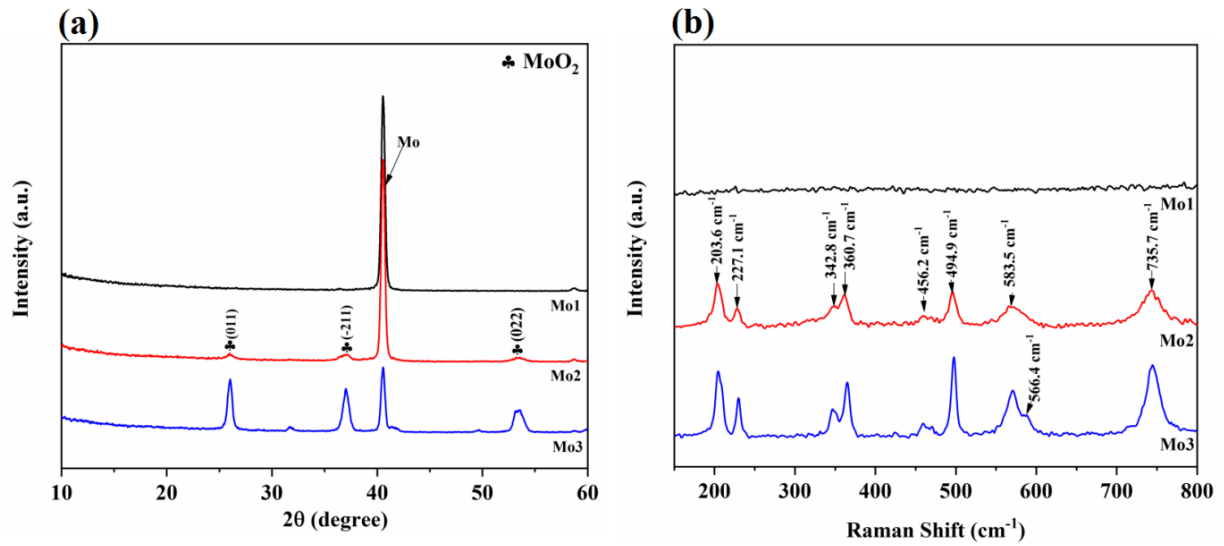 (a)
♣ MoO₂
Mo
Mo1
♣(011)
♣(-211)
♣(022)
Mo2
Mo3
10 20 30 40 50 60
2θ (degree)
Intensity (a.u.)
(b)
Mo1
203.6 cm⁻¹
227.1 cm⁻¹
342.8 cm⁻¹
360.7 cm⁻¹
456.2 cm⁻¹
494.9 cm⁻¹
583.5 cm⁻¹
735.7 cm⁻¹
Mo2
566.4 cm⁻¹
Mo3
200 300 400 500 600 700 800
Raman Shift (cm⁻¹)
Intensity (a.u.)